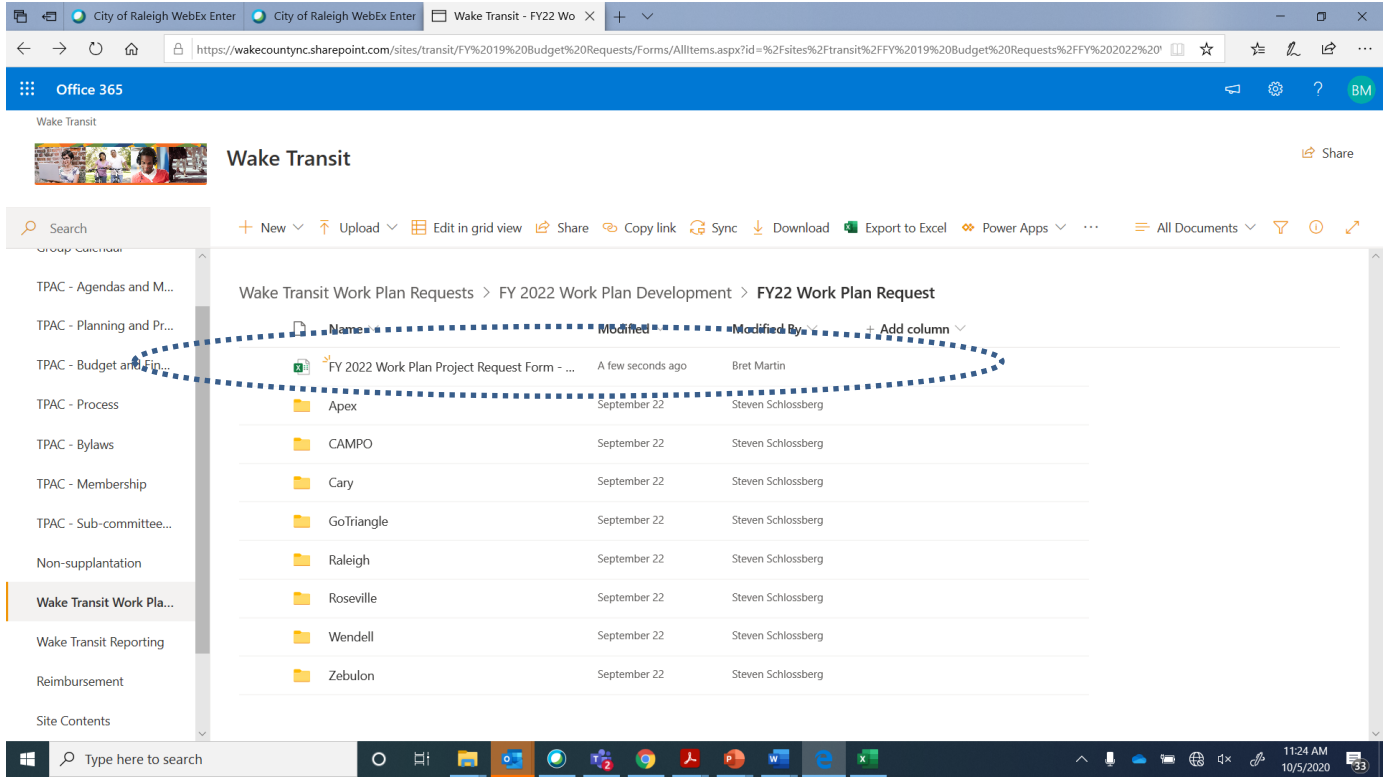 City of Raleigh WebEx Enter City of Raleigh WebEx Enter Wake Transit - FY22 Wo
https://wakecountync.sharepoint.com/sites/transit/FY%2019%20Budget%20Requests/Forms/AllItems.aspx?id=%2Fsites%2Ftransit%2FFY%2019%20Budget%20Requests%2FFY%202022%20
Office 365
? BM
Wake Transit
Wake Transit
Share
Search
+ New Upload Edit in grid view Share Copy link Sync Download Export to Excel Power Apps ··· All Documents
Group Calendar
TPAC - Agendas and M...
TPAC - Planning and Pr...
TPAC - Budget and Fin...
TPAC - Process
TPAC - Bylaws
TPAC - Membership
TPAC - Sub-committee...
Non-supplantation
Wake Transit Work Pla...
Wake Transit Reporting
Reimbursement
Site Contents
Wake Transit Work Plan Requests > FY 2022 Work Plan Development > FY22 Work Plan Request
Name Modified Modified By + Add column
FY 2022 Work Plan Project Request Form - ... A few seconds ago Bret Martin
Apex September 22 Steven Schlossberg
CAMPO September 22 Steven Schlossberg
Cary September 22 Steven Schlossberg
GoTriangle September 22 Steven Schlossberg
Raleigh September 22 Steven Schlossberg
Roseville September 22 Steven Schlossberg
Wendell September 22 Steven Schlossberg
Zebulon September 22 Steven Schlossberg
Type here to search
11:24 AM
10/5/2020
33